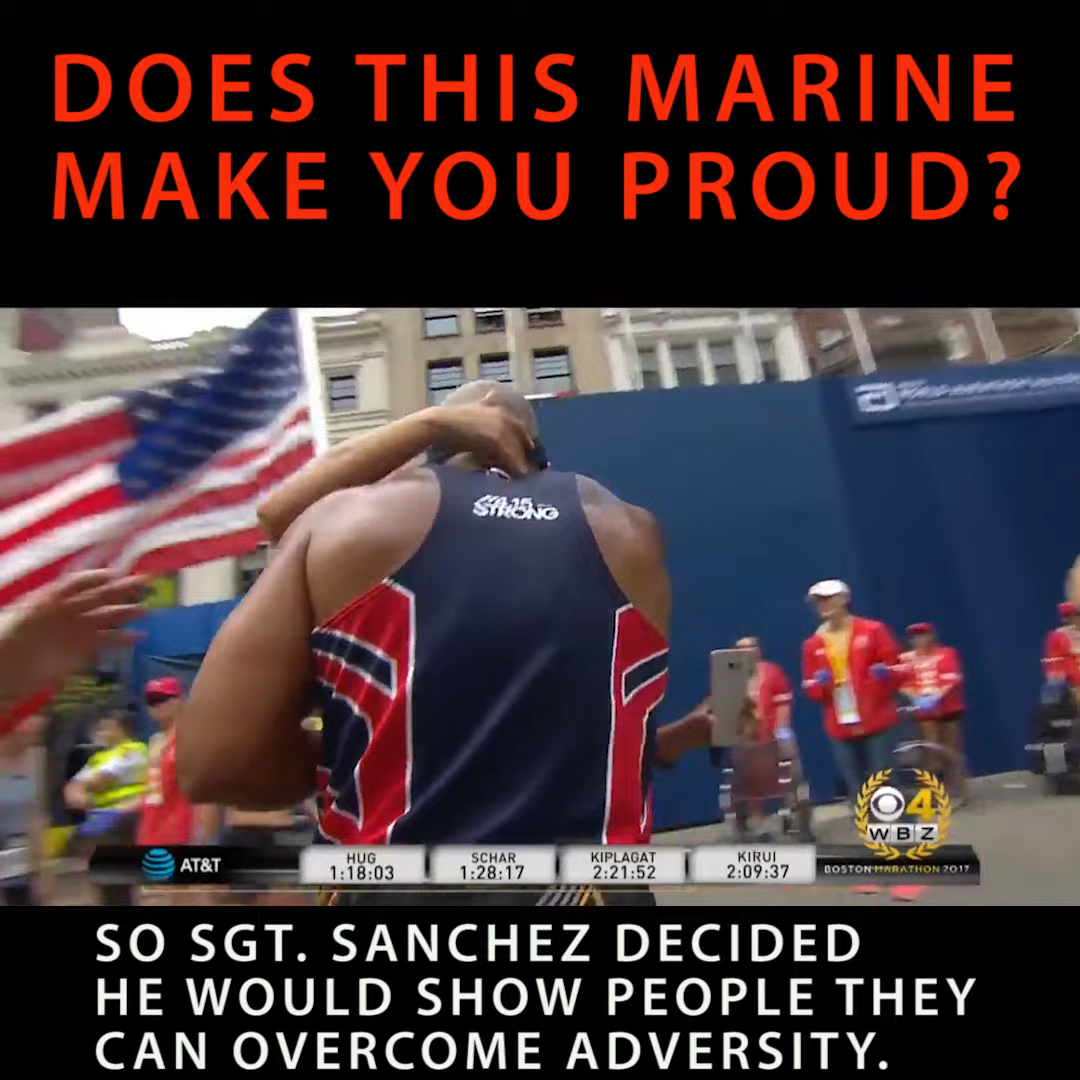 DOES THIS MARINE
MAKE YOU PROUD?
STRONG
AT&T
HUG
1:18:03
SCHAR
1:28:17
KIPLAGAT
2:21:52
KIRUI
2:09:37
4
WBZ
BOSTON MARATHON 2017
SO SGT. SANCHEZ DECIDED
HE WOULD SHOW PEOPLE THEY
CAN OVERCOME ADVERSITY.